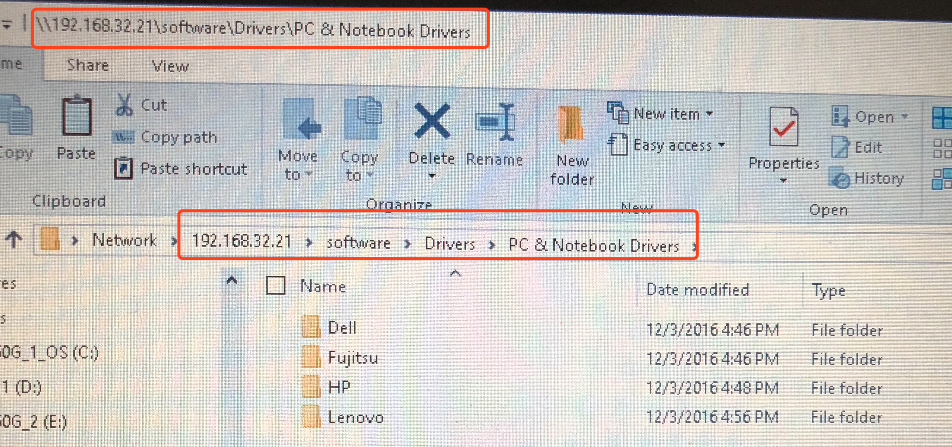 \\192.168.32.21\software\Drivers\PC & Notebook Drivers
me Share View
Cut
Copy path
Paste shortcut
opy Paste
Move to
Copy to
Delete
Rename
New folder
New item
Easy access
Properties
Open
Edit
History
Clipboard Organize New Open
Network 192.168.32.21 software Drivers PC & Notebook Drivers
Name Date modified Type
es
Dell 12/3/2016 4:46 PM File folder
s
60G_1_OS (C:) Fujitsu 12/3/2016 4:46 PM File folder
1 (D:) HP 12/3/2016 4:48 PM File folder
60G_2 (E:) Lenovo 12/3/2016 4:56 PM File folder